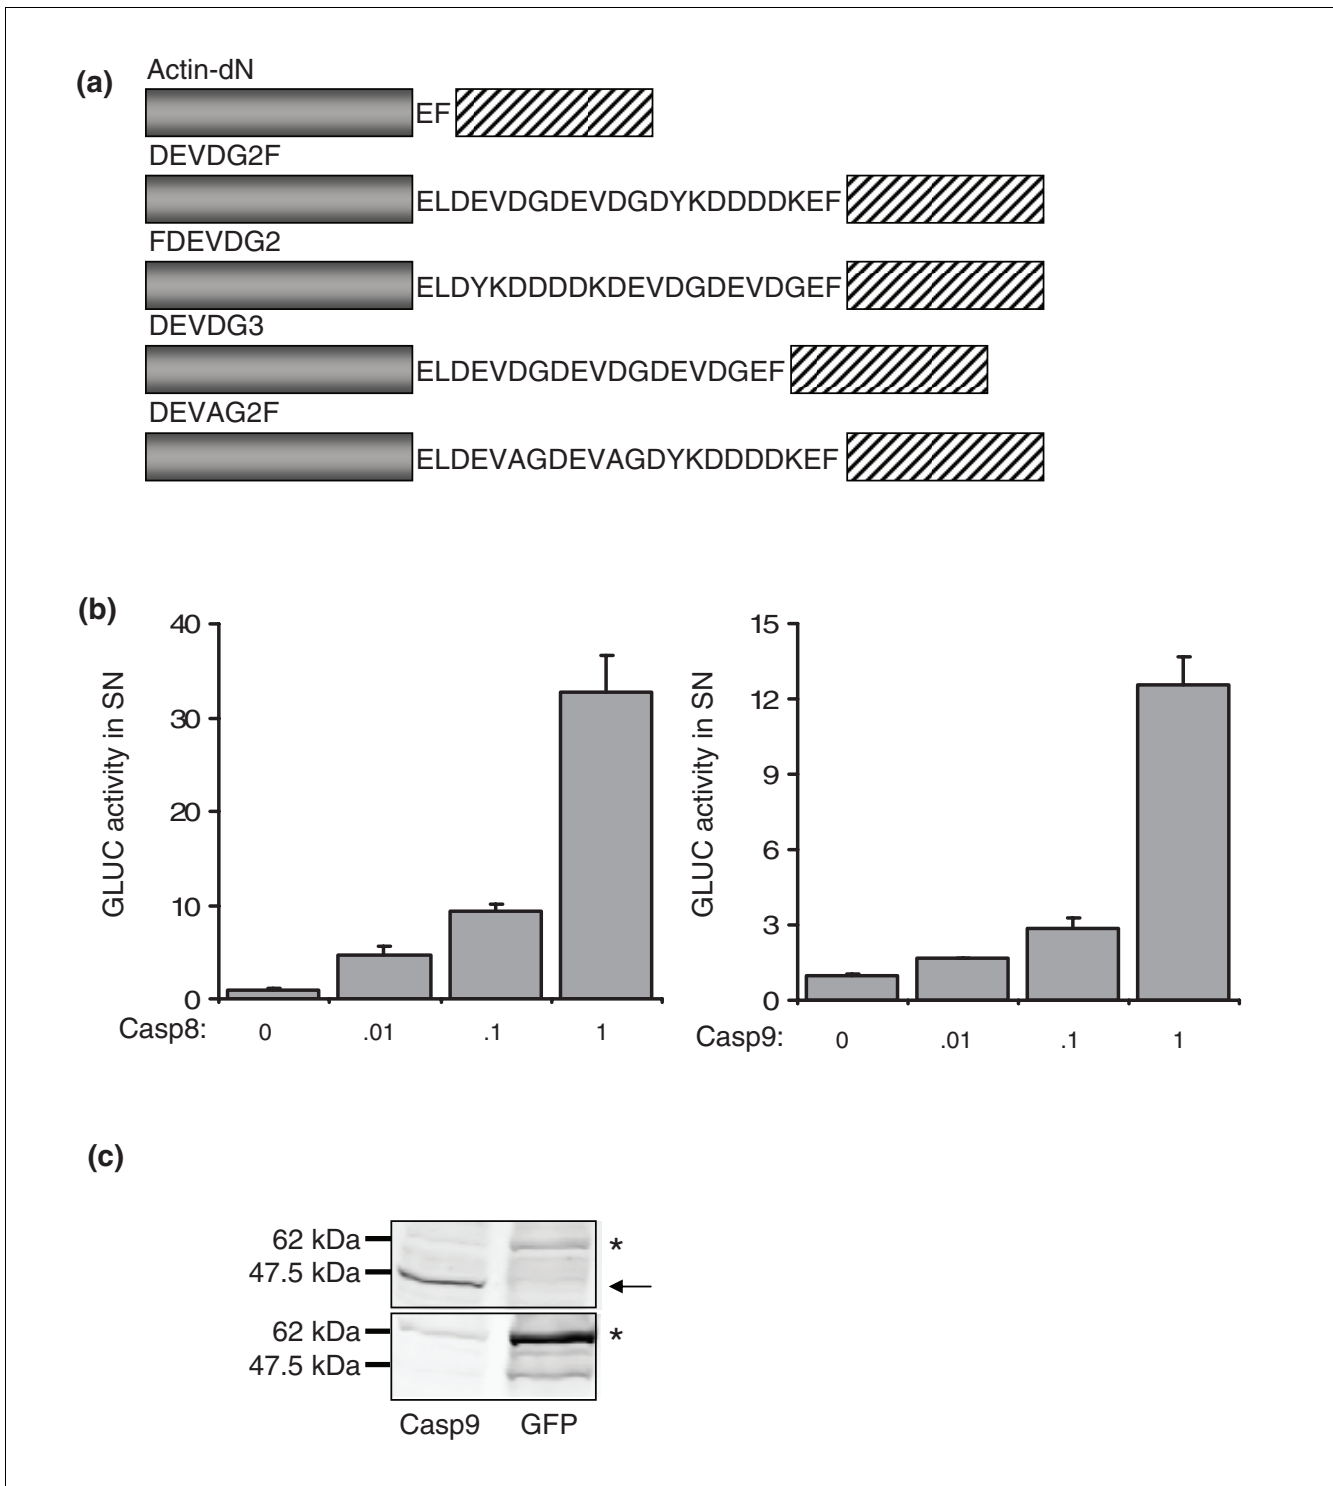 (a)
Actin-dN
EF
DEVDG2F
ELDEVDGDEVDGDYKDDDDKEF
FDEVDG2
ELDYKDDDDKDEVDGDEVDGEF
DEVDG3
ELDEVDGDEVDGDEVDGEF
DEVAG2F
ELDEVAGDEVAGDYKDDDDKEF
(b)
GLUC activity in SN
40
30
20
10
0
Casp8: 0 .01 .1 1
GLUC activity in SN
15
12
9
6
3
0
Casp9: 0 .01 .1 1
(c)
62 kDa *
47.5 kDa
62 kDa *
47.5 kDa
Casp9 GFP